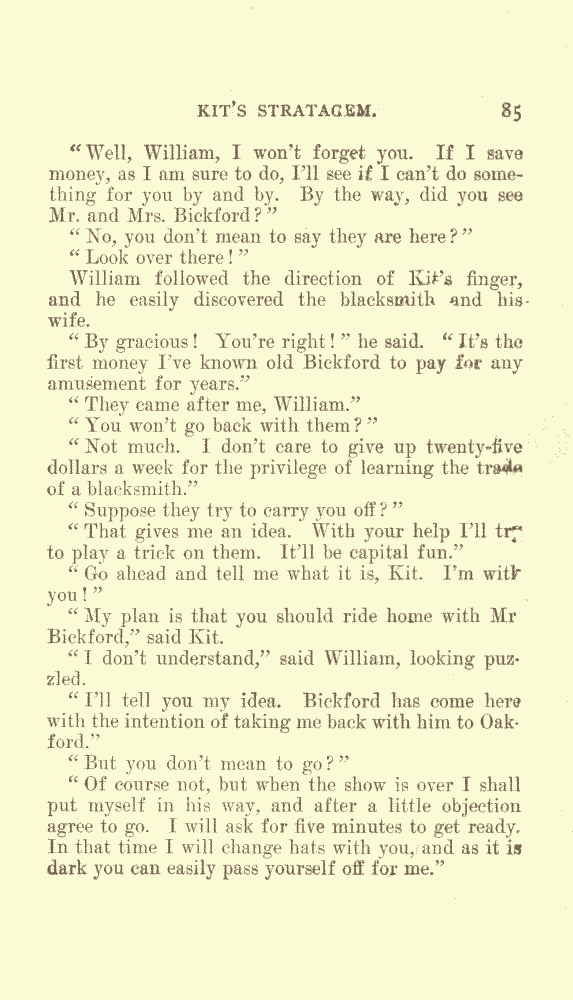 KIT'S STRATAGEM. 85
“Well, William, I won't forget you. If I save
money, as I am sure to do, I'll see if I can't do some-
thing for you by and by. By the way, did you see
Mr. and Mrs. Bickford?”
“No, you don't mean to say they are here?”
“Look over there!”
William followed the direction of Kit's finger,
and he easily discovered the blacksmith and his
wife.
“By gracious! You're right!” he said. “It's the
first money I've known old Bickford to pay for any
amusement for years.”
“They came after me, William.”
“You won't go back with them?”
“Not much. I don't care to give up twenty-five
dollars a week for the privilege of learning the trade
of a blacksmith.”
“Suppose they try to carry you off?”
“That gives me an idea. With your help I'll try
to play a trick on them. It'll be capital fun.”
“Go ahead and tell me what it is, Kit. I'm with
you!”
“My plan is that you should ride home with Mr
Bickford,” said Kit.
“I don't understand,” said William, looking puz-
zled.
“I'll tell you my idea. Bickford has come here
with the intention of taking me back with him to Oak-
ford.”
“But you don't mean to go?”
“Of course not, but when the show is over I shall
put myself in his way, and after a little objection
agree to go. I will ask for five minutes to get ready.
In that time I will change hats with you, and as it is
dark you can easily pass yourself off for me.”